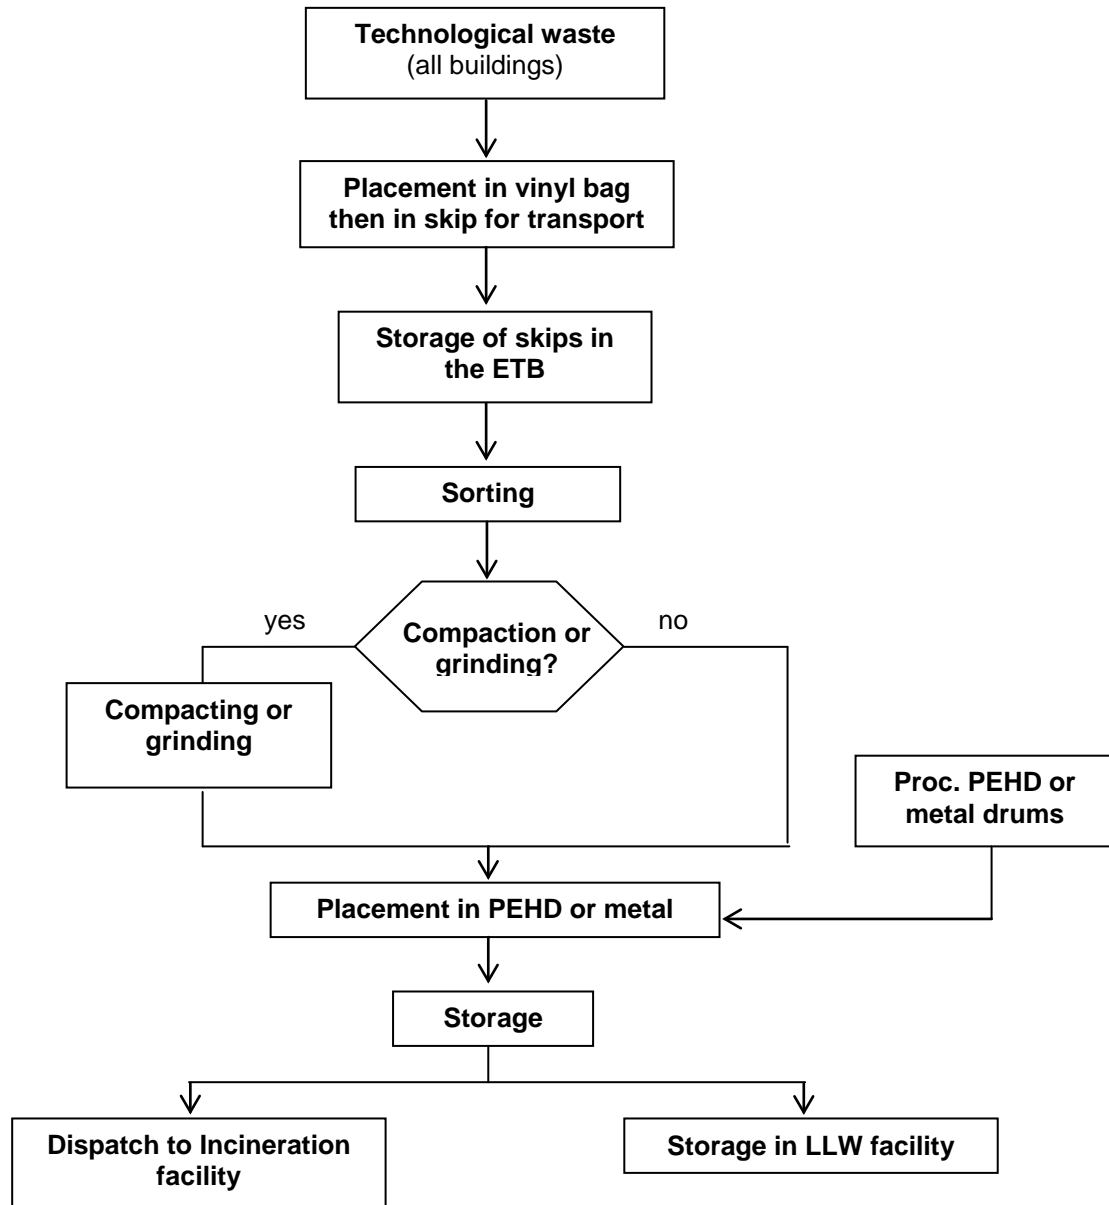 Technological waste
(all buildings)
Placement in vinyl bag
then in skip for transport
Storage of skips in
the ETB
Sorting
yes
Compaction or
grinding?
no
Compacting or
grinding
Proc. PEHD or
metal drums
Placement in PEHD or metal
Storage
Dispatch to Incineration
facility
Storage in LLW facility